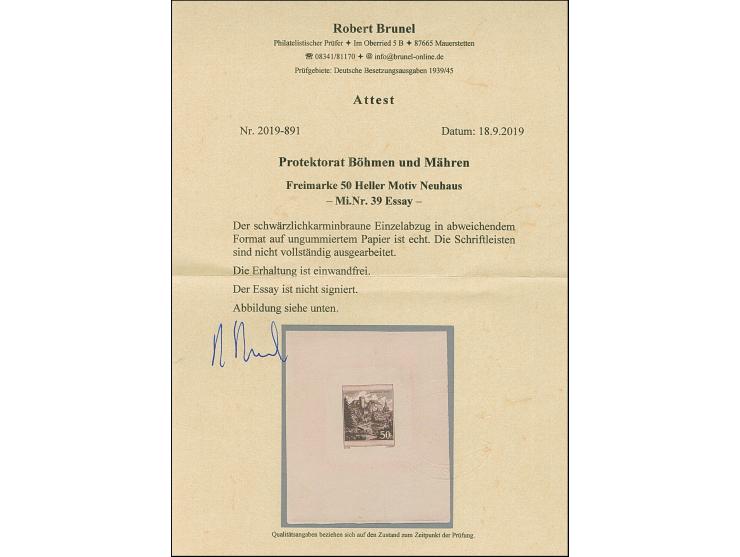 Robert Brunel
Philatelistischer Prüfer ✦ Im Oberried 5 B ✦ 87665 Mauerstetten
☏ 08341/81170 ✦ @ info@brunel-online.de
Prüfgebiete: Deutsche Besetzungsausgaben 1939/45
Attest
Nr. 2019-891 Datum: 18.9.2019
Protektorat Böhmen und Mähren
Freimarke 50 Heller Motiv Neuhaus
– Mi.Nr. 39 Essay –
Der schwärzlichkarminbraune Einzelabzug in abweichendem
Format auf ungummiertem Papier ist echt. Die Schriftleisten
sind nicht vollständig ausgearbeitet.
Die Erhaltung ist einwandfrei.
Der Essay ist nicht signiert.
Abbildung siehe unten.
50
Qualitätsangaben beziehen sich auf den Zustand zum Zeitpunkt der Prüfung.